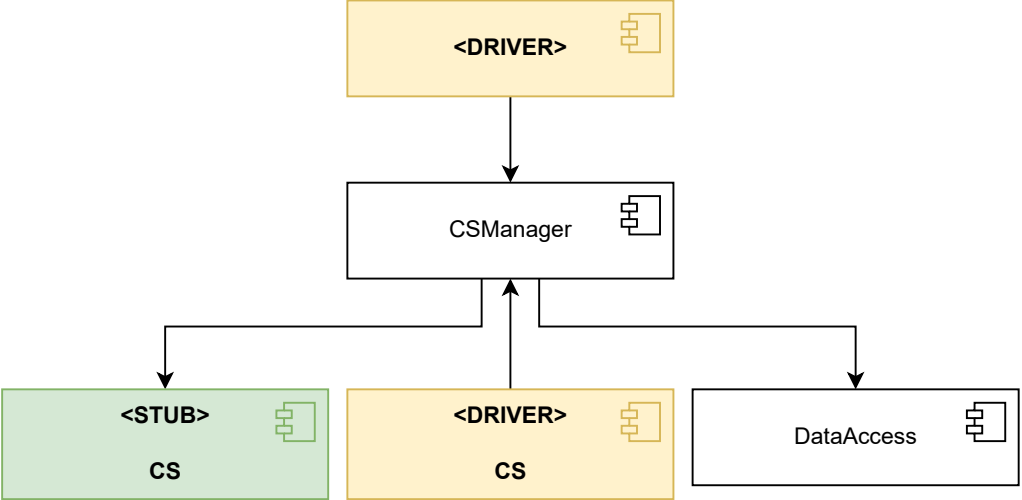 <DRIVER>
CSManager
<STUB>
CS
<DRIVER>
CS
DataAccess